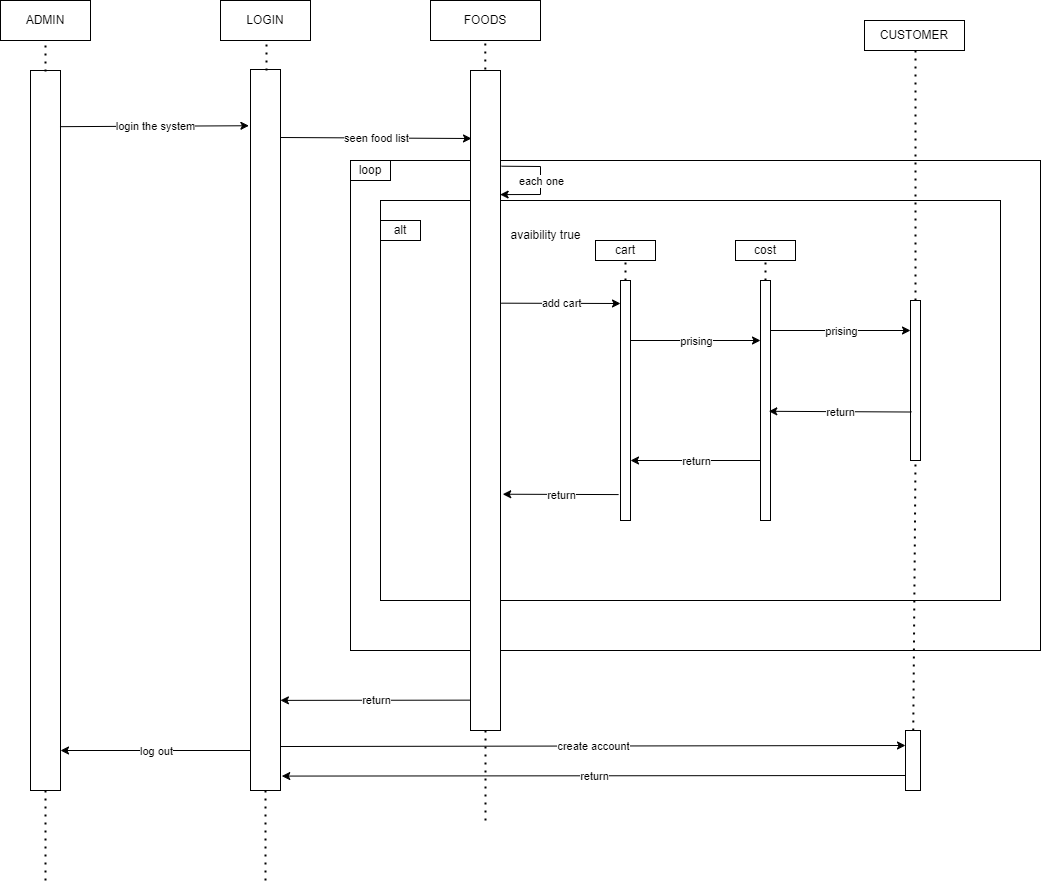 ADMIN
LOGIN
FOODS
CUSTOMER
login the system
seen food list
loop
each one
alt
avaibility true
cart
cost
add cart
prising
prising
return
return
return
return
create account
log out
return